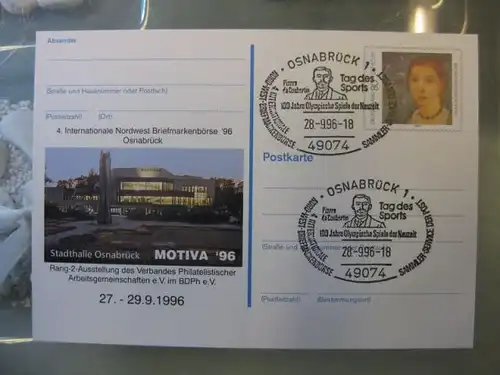 Absender
(Straße und Hausnummer oder Postfach)
(Postleitzahl) (Ort)
4. Internationale Nordwest Briefmarkenbörse '96
Osnabrück
Stadthalle Osnabrück MOTIVA '96
Rang-2-Ausstellung des Verbandes Philatelistischer
Arbeitsgemeinschaften e.V. im BDPh e.V.
27. - 29.9.1996
OSNABRÜCK 1
Pierre
de Coubertin
Tag des
Sports
100 Jahre Olympische Spiele der Neuzeit
28.-9.96-18
49074
Postkarte
OSNABRÜCK 1
Pierre
de Coubertin
Tag des
Sports
100 Jahre Olympische Spiele der Neuzeit
28.-9.96-18
49074
(Straße und
(Postleitzahl) (Bestimmungsort)